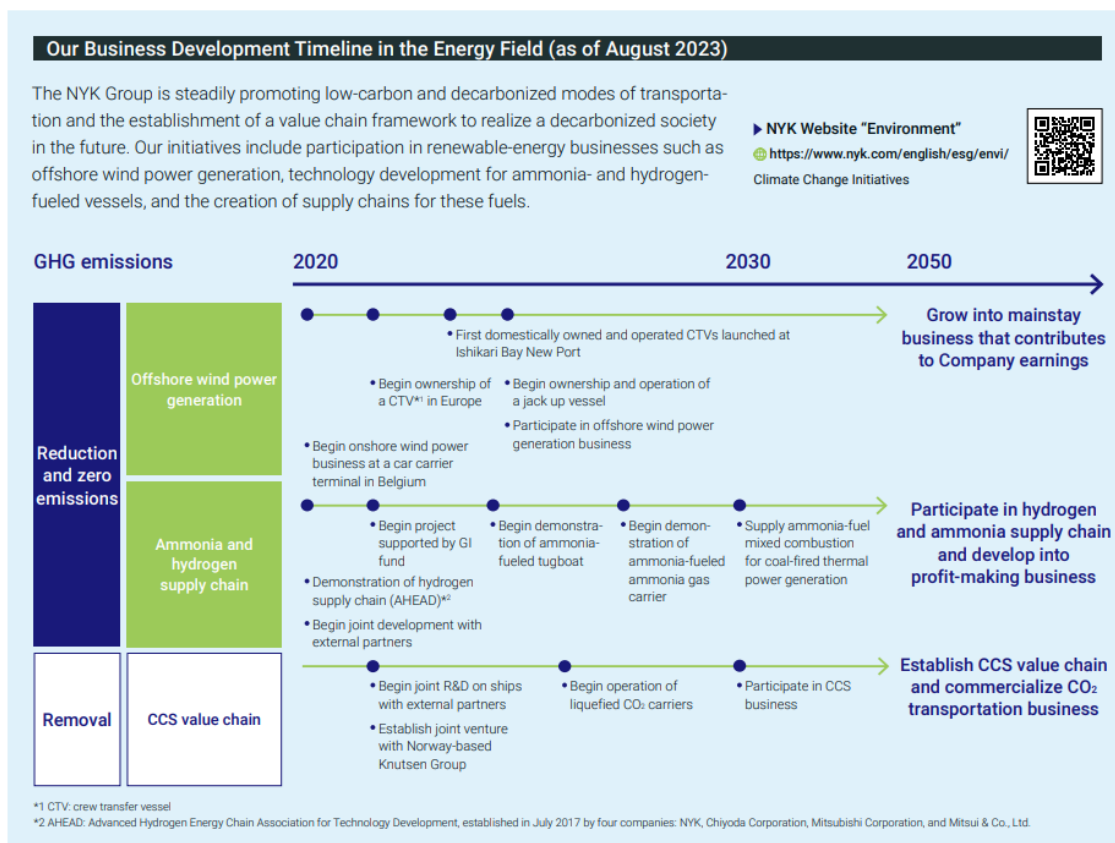 Our Business Development Timeline in the Energy Field (as of August 2023)
The NYK Group is steadily promoting low-carbon and decarbonized modes of transporta-
tion and the establishment of a value chain framework to realize a decarbonized society
in the future. Our initiatives include participation in renewable-energy businesses such as
offshore wind power generation, technology development for ammonia- and hydrogen-
fueled vessels, and the creation of supply chains for these fuels.
NYK Website “Environment”
https://www.nyk.com/english/esg/envi/
Climate Change Initiatives
GHG emissions
2020
2030
2050
Reduction
and zero
emissions
Offshore wind power
generation
• First domestically owned and operated CTVs launched at
Ishikari Bay New Port
• Begin ownership of
a CTV*1 in Europe
• Begin ownership and operation of
a jack up vessel
• Participate in offshore wind power
generation business
• Begin onshore wind power
business at a car carrier
terminal in Belgium
Grow into mainstay
business that contributes
to Company earnings
Ammonia and
hydrogen
supply chain
• Begin project
supported by GI
fund
• Demonstration of hydrogen
supply chain (AHEAD)*2
• Begin joint development with
external partners
• Begin demonstra-
tion of ammonia-
fueled tugboat
• Begin demon-
stration of
ammonia-fueled
ammonia gas
carrier
• Supply ammonia-fuel
mixed combustion
for coal-fired thermal
power generation
Participate in hydrogen
and ammonia supply chain
and develop into
profit-making business
Removal
CCS value chain
• Begin joint R&D on ships
with external partners
• Establish joint venture
with Norway-based
Knutsen Group
• Begin operation of
liquefied CO₂ carriers
• Participate in CCS
business
Establish CCS value chain
and commercialize CO₂
transportation business
*1 CTV: crew transfer vessel
*2 AHEAD: Advanced Hydrogen Energy Chain Association for Technology Development, established in July 2017 by four companies: NYK, Chiyoda Corporation, Mitsubishi Corporation, and Mitsui & Co., Ltd.